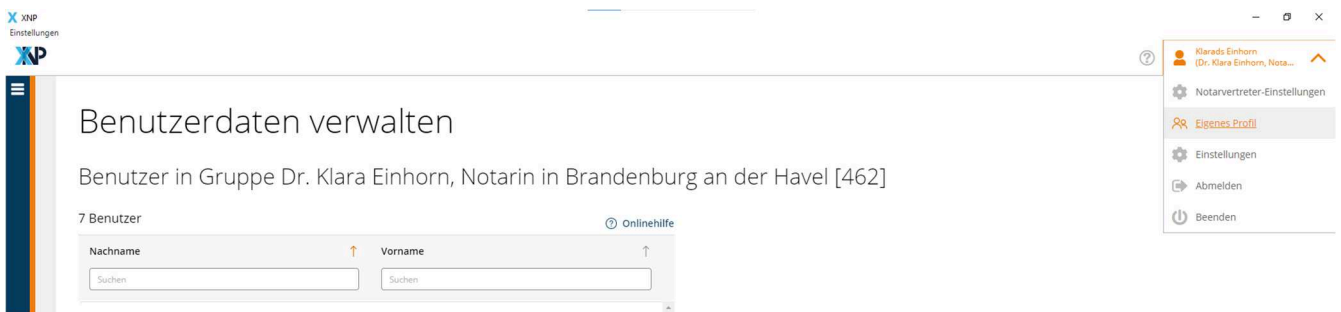 XNP
Einstellungen
XNP
Klarads Einhorn
(Dr. Klara Einhorn, Nota...
Notarvertreter-Einstellungen
Eigenes Profil
Einstellungen
Abmelden
Beenden
Benutzerdaten verwalten
Benutzer in Gruppe Dr. Klara Einhorn, Notarin in Brandenburg an der Havel [462]
7 Benutzer
Onlinehilfe
Nachname
Vorname
Suchen
Suchen